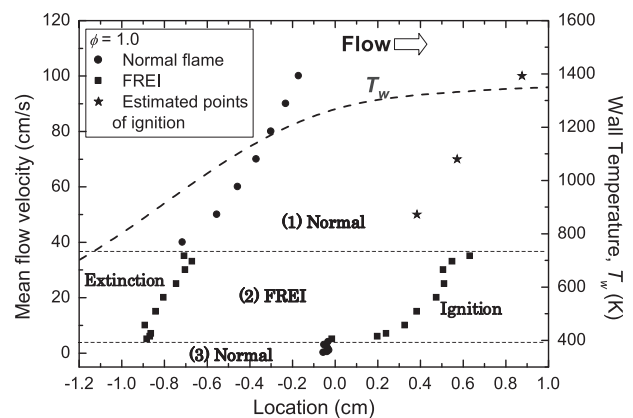 ϕ = 1.0
Normal flame
FREI
Estimated points
of ignition
Flow
T_w
(1) Normal
Extinction
(2) FREI
Ignition
(3) Normal
Mean flow velocity (cm/s)
120
100
80
60
40
20
0
Wall Temperature, T_w (K)
1600
1400
1200
1000
800
600
400
-1.2 -1.0 -0.8 -0.6 -0.4 -0.2 0.0 0.2 0.4 0.6 0.8 1.0
Location (cm)